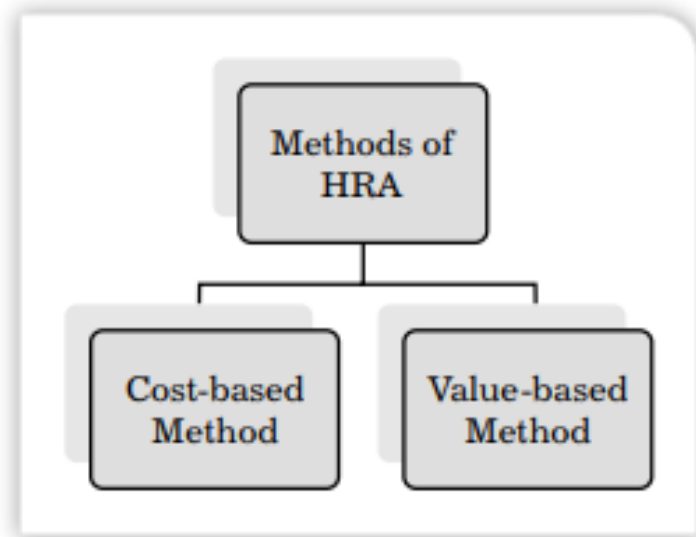 Methods of
HRA
Cost-based
Method
Value-based
Method